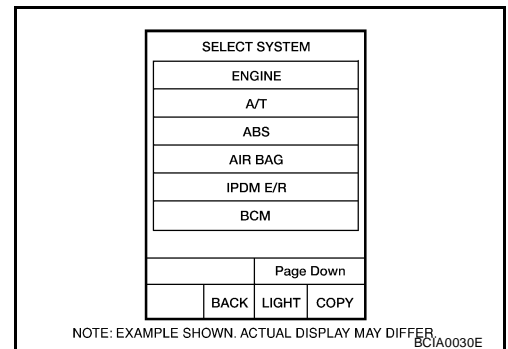 SELECT SYSTEM
ENGINE
A/T
ABS
AIR BAG
IPDM E/R
BCM
Page Down
BACK LIGHT COPY
NOTE: EXAMPLE SHOWN. ACTUAL DISPLAY MAY DIFFER.
BCIA0030E